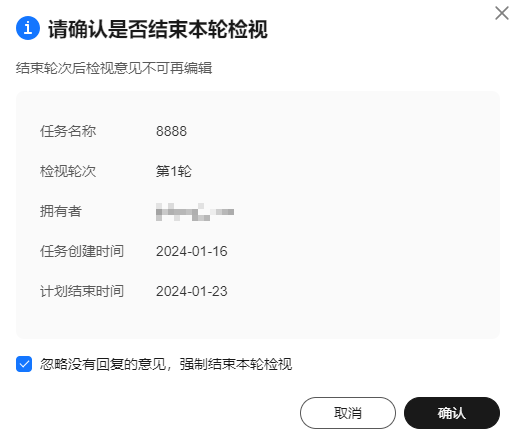 请确认是否结束本轮检视
结束轮次后检视意见不可再编辑
任务名称 8888
检视轮次 第1轮
拥有者
任务创建时间 2024-01-16
计划结束时间 2024-01-23
忽略没有回复的意见，强制结束本轮检视
取消 确认